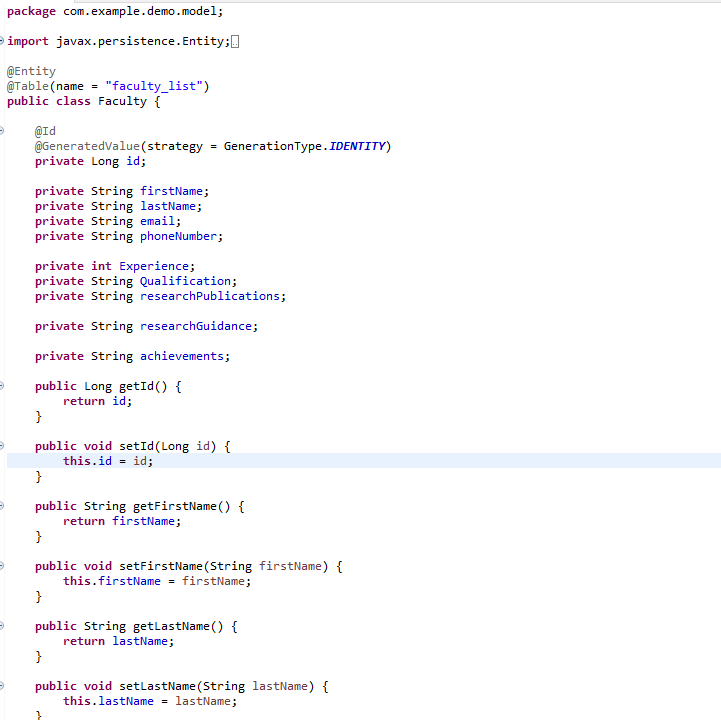 package com.example.demo.model;
import javax.persistence.Entity;
@Entity
@Table(name = "faculty_list")
public class Faculty {
@Id
@GeneratedValue(strategy = GenerationType.IDENTITY)
private Long id;
private String firstName;
private String lastName;
private String email;
private String phoneNumber;
private int Experience;
private String Qualification;
private String researchPublications;
private String researchGuidance;
private String achievements;
public Long getId() {
return id;
}
public void setId(Long id) {
this.id = id;
}
public String getFirstName() {
return firstName;
}
public void setFirstName(String firstName) {
this.firstName = firstName;
}
public String getLastName() {
return lastName;
}
public void setLastName(String lastName) {
this.lastName = lastName;
}